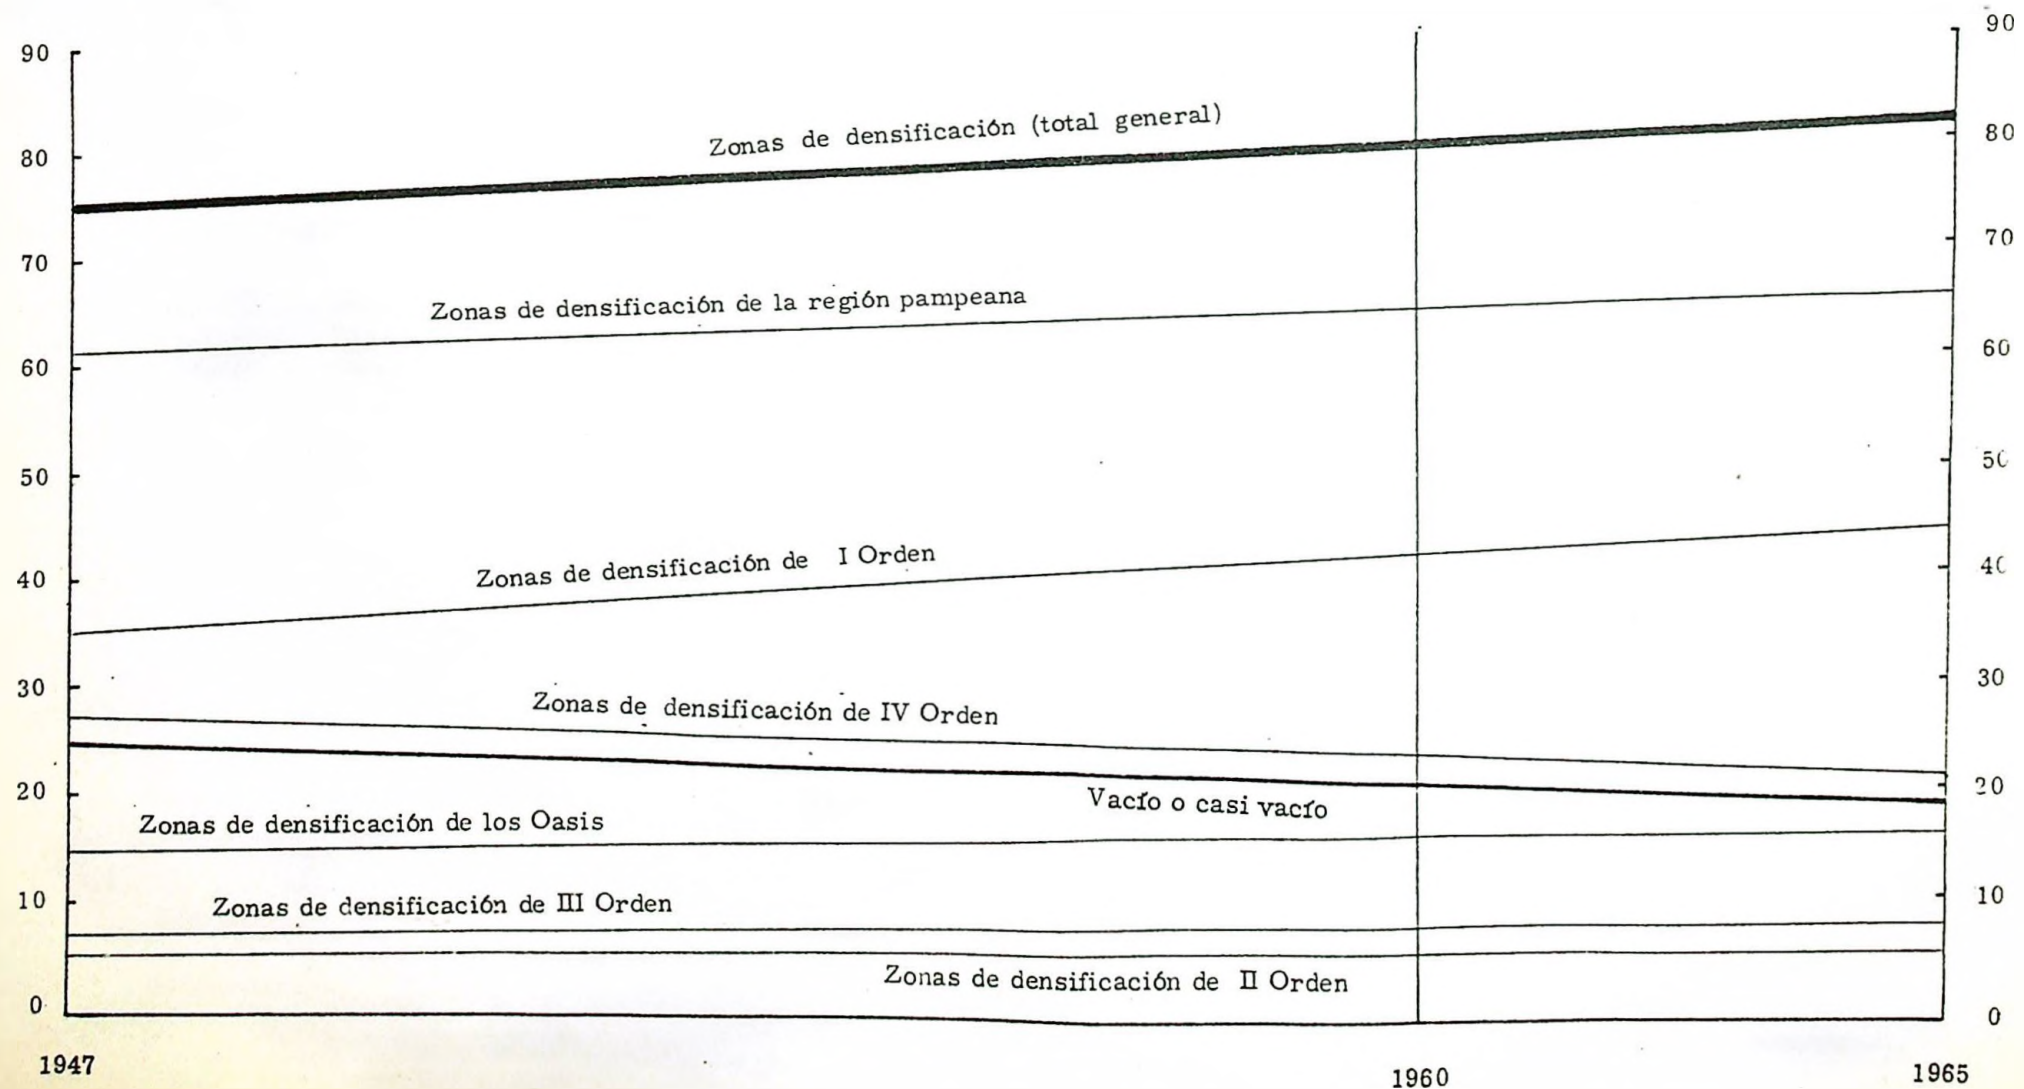 90
90
Zonas de densificación (total general)
80
80
70
70
Zonas de densificación de la región pampeana
60
60
50
50
Zonas de densificación de I Orden
40
40
30
30
Zonas de densificación de IV Orden
20
20
Vacío o casi vacío
Zonas de densificación de los Oasis
10
10
Zonas de densificación de III Orden
Zonas de densificación de II Orden
0
0
1947
1960
1965